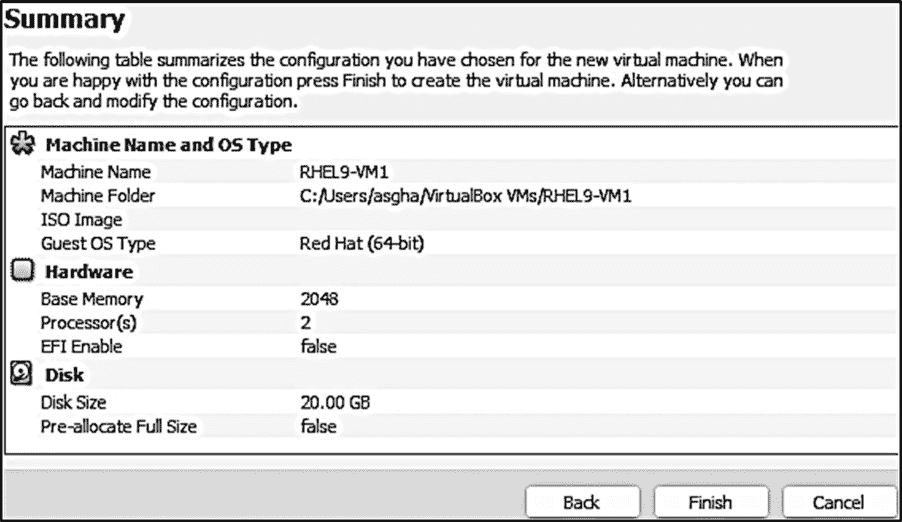 Summary
The following table summarizes the configuration you have chosen for the new virtual machine. When
you are happy with the configuration press Finish to create the virtual machine. Alternatively you can
go back and modify the configuration.
Machine Name and OS Type
Machine Name RHEL9-VM1
Machine Folder C:/Users/asgha/VirtualBox VMs/RHEL9-VM1
ISO Image
Guest OS Type Red Hat (64-bit)
Hardware
Base Memory 2048
Processor(s) 2
EFI Enable false
Disk
Disk Size 20.00 GB
Pre-allocate Full Size false
Back Finish Cancel